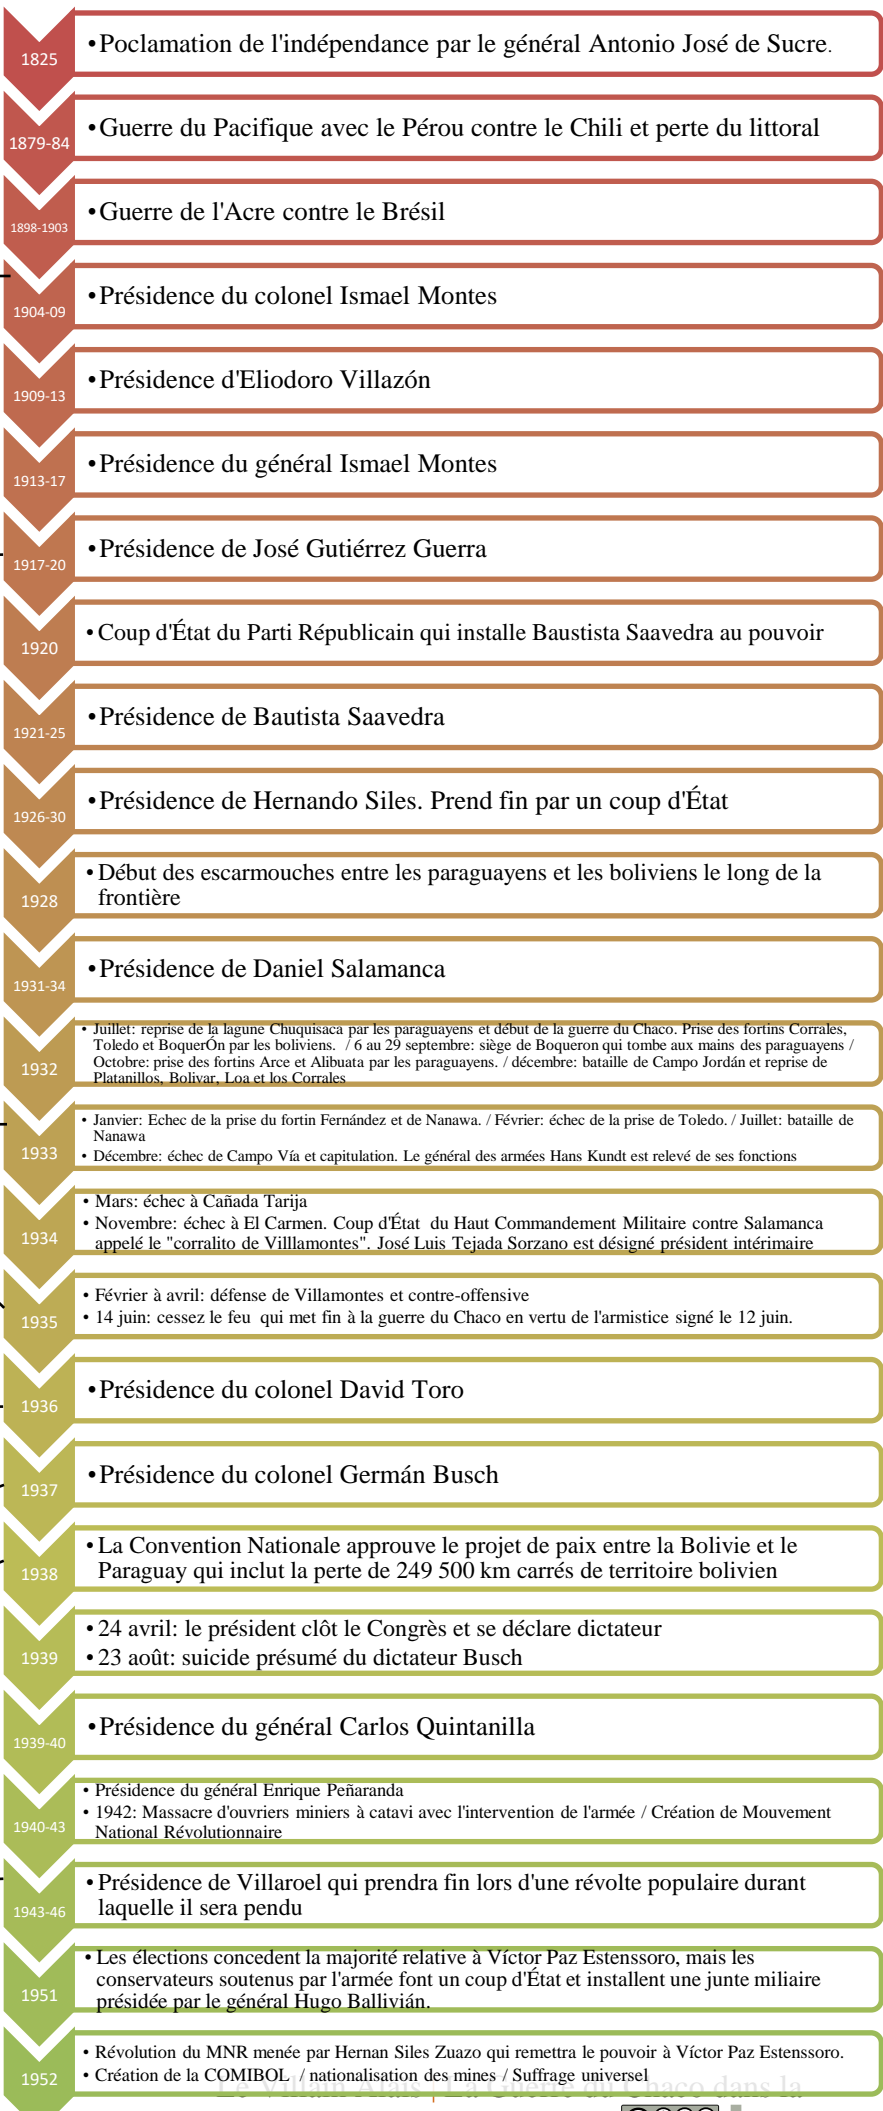 1825
•Poclamation de l'indépendance par le général Antonio José de Sucre.
1879-84
•Guerre du Pacifique avec le Pérou contre le Chili et perte du littoral
1898-1903
•Guerre de l'Acre contre le Brésil
1904-09
•Présidence du colonel Ismael Montes
1909-13
•Présidence d'Eliodoro Villazón
1913-17
•Présidence du général Ismael Montes
1917-20
•Présidence de José Gutiérrez Guerra
1920
•Coup d'État du Parti Républicain qui installe Baustista Saavedra au pouvoir
1921-25
•Présidence de Bautista Saavedra
1926-30
•Présidence de Hernando Siles. Prend fin par un coup d'État
1928
•Début des escarmouches entre les paraguayens et les boliviens le long de la
frontière
1931-34
•Présidence de Daniel Salamanca
1932
• Juillet: reprise de la lagune Chuquisaca par les paraguayens et début de la guerre du Chaco. Prise des fortins Corrales,
Toledo et BoquerÓn par les boliviens. / 6 au 29 septembre: siège de Boqueron qui tombe aux mains des paraguayens /
Octobre: prise des fortins Arce et Alibuata par les paraguayens. / décembre: bataille de Campo Jordán et reprise de
Platanillos, Bolivar, Loa et los Corrales
1933
• Janvier: Echec de la prise du fortin Fernández et de Nanawa. / Février: échec de la prise de Toledo. / Juillet: bataille de
Nanawa
• Décembre: échec de Campo Vía et capitulation. Le général des armées Hans Kundt est relevé de ses fonctions
1934
• Mars: échec à Cañada Tarija
• Novembre: échec à El Carmen. Coup d'État du Haut Commandement Militaire contre Salamanca
appelé le "corralito de Villlamontes". José Luis Tejada Sorzano est désigné président intérimaire
1935
• Février à avril: défense de Villamontes et contre-offensive
• 14 juin: cessez le feu qui met fin à la guerre du Chaco en vertu de l'armistice signé le 12 juin.
1936
•Présidence du colonel David Toro
1937
•Présidence du colonel Germán Busch
1938
•La Convention Nationale approuve le projet de paix entre la Bolivie et le
Paraguay qui inclut la perte de 249 500 km carrés de territoire bolivien
1939
•24 avril: le président clôt le Congrès et se déclare dictateur
•23 août: suicide présumé du dictateur Busch
1939-40
•Présidence du général Carlos Quintanilla
1940-43
• Présidence du général Enrique Peñaranda
• 1942: Massacre d'ouvriers miniers à catavi avec l'intervention de l'armée / Création de Mouvement
National Révolutionnaire
1943-46
•Présidence de Villaroel qui prendra fin lors d'une révolte populaire durant
laquelle il sera pendu
1951
• Les élections concedent la majorité relative à Víctor Paz Estenssoro, mais les
conservateurs soutenus par l'armée font un coup d'État et installent une junte miliaire
présidée par le général Hugo Ballivián.
1952
• Révolution du MNR menée par Hernan Siles Zuazo qui remettra le pouvoir à Víctor Paz Estenssoro.
• Création de la COMIBOL / nationalisation des mines / Suffrage universel
Le Villain Alaïs | La Guerre du Chaco dans la